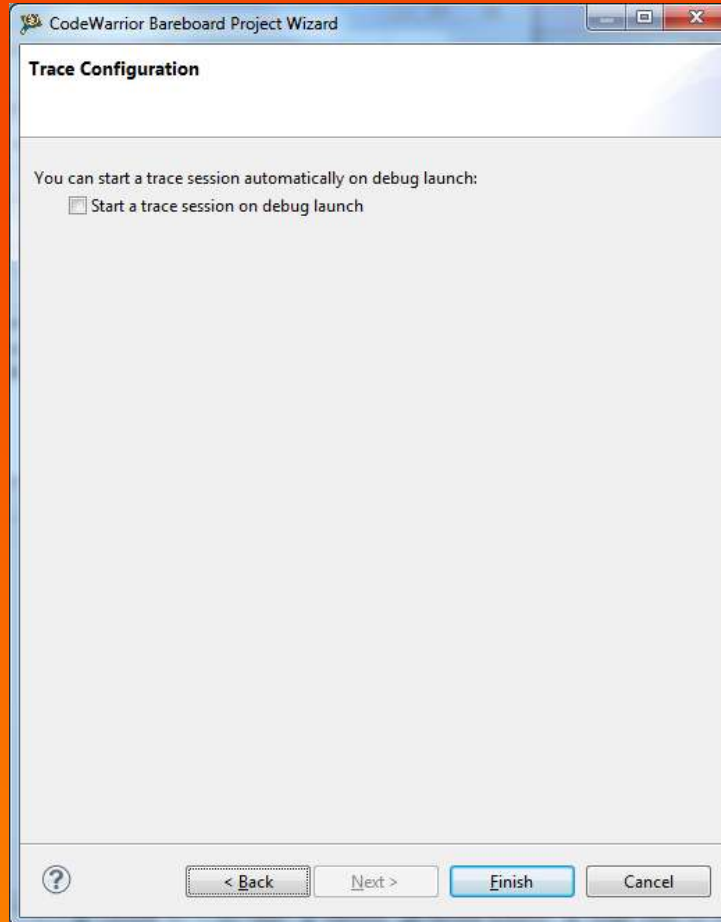 CodeWarrior Bareboard Project Wizard
Trace Configuration
You can start a trace session automatically on debug launch:
Start a trace session on debug launch
< Back Next > Finish Cancel